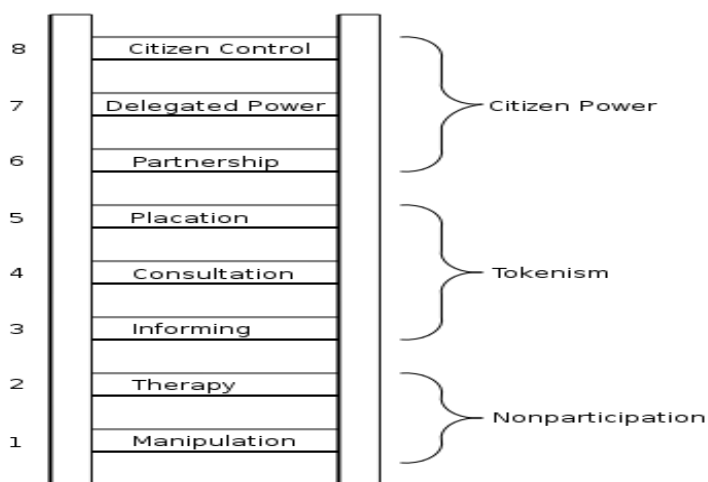 8 Citizen Control
7 Delegated Power
Citizen Power
6 Partnership
5 Placation
4 Consultation
Tokenism
3 Informing
2 Therapy
Nonparticipation
1 Manipulation